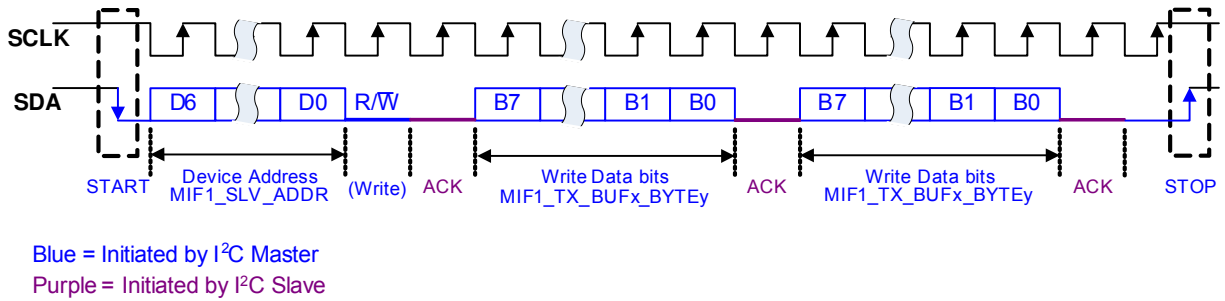 SCLK
SDA
D6 D0 R/W̅ B7 B1 B0 B7 B1 B0
START Device Address (Write) ACK Write Data bits ACK Write Data bits ACK STOP
MIF1_SLV_ADDR MIF1_TX_BUFx_BYTEy MIF1_TX_BUFx_BYTEy
Blue = Initiated by I²C Master
Purple = Initiated by I²C Slave